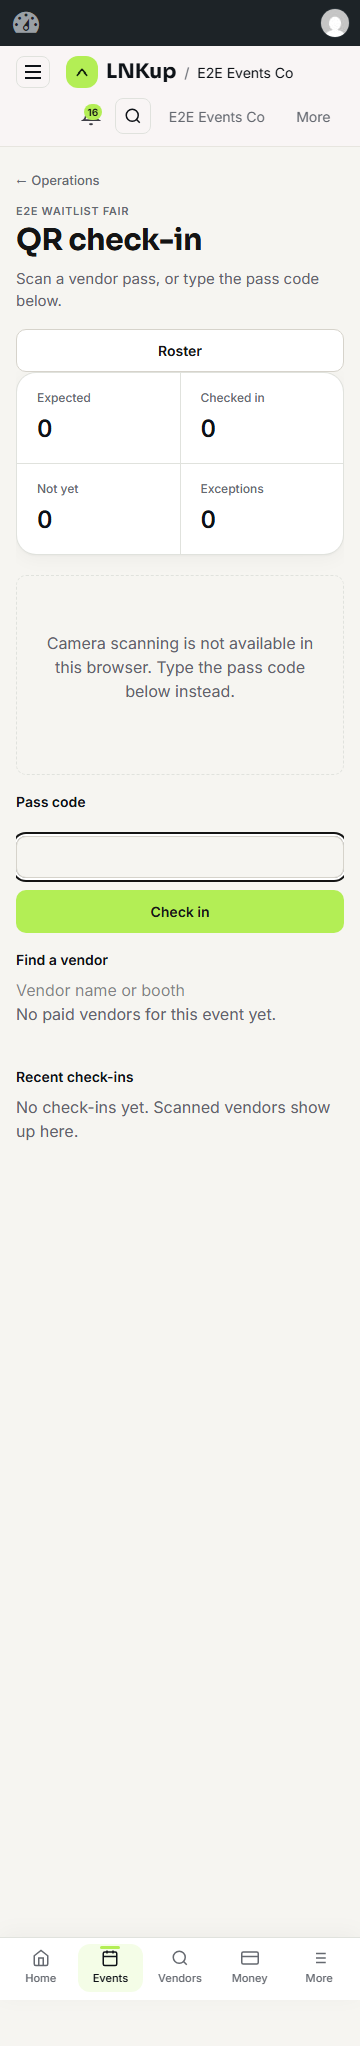 LNKup / E2E Events Co
16
E2E Events Co
More
← Operations
E2E WAITLIST FAIR
QR check-in
Scan a vendor pass, or type the pass code
below.
Roster
Expected
Checked in
0
0
Not yet
Exceptions
0
0
Camera scanning is not available in
this browser. Type the pass code
below instead.
Pass code
Check in
Find a vendor
Vendor name or booth
No paid vendors for this event yet.
Recent check-ins
No check-ins yet. Scanned vendors show
up here.
Home
Events
Vendors
Money
More